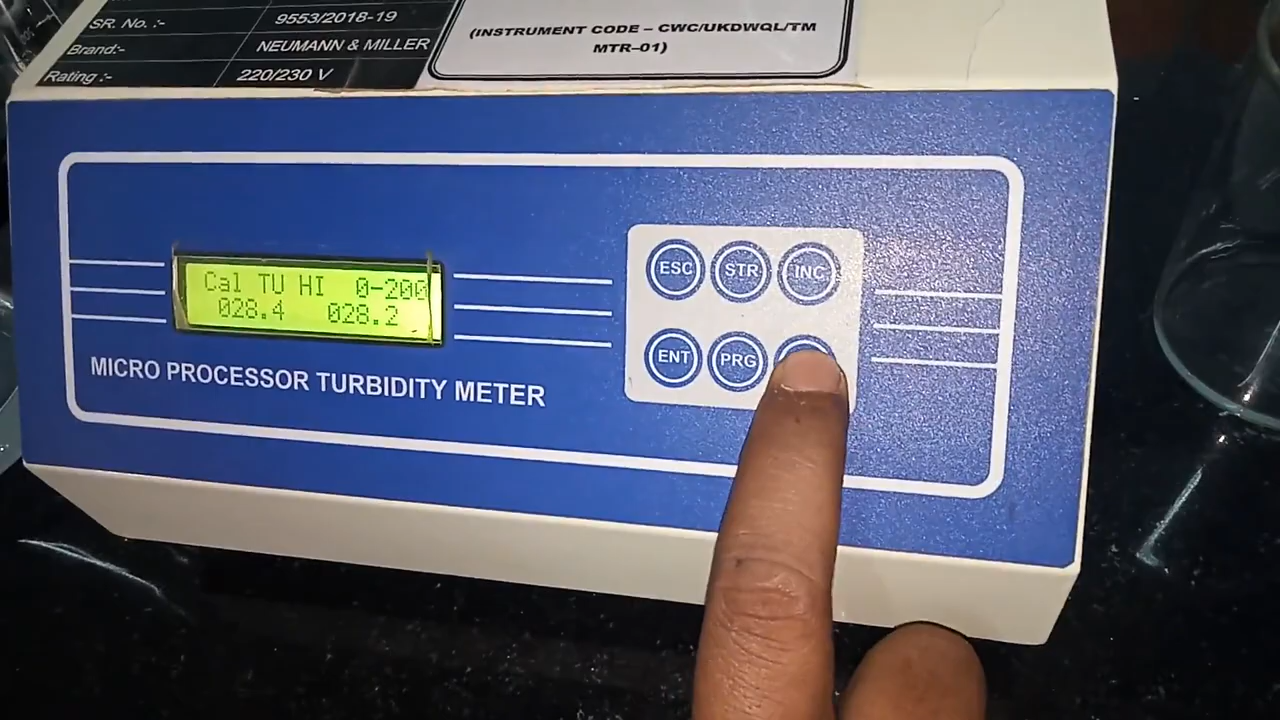 SR. No. :- 9553/2018-19
Brand:- NEUMANN & MILLER
Rating :- 220/230 V
(INSTRUMENT CODE – CWC/UKDWQL/TM
MTR–01)
Cal TU HI 0-200
028.4 028.2
MICRO PROCESSOR TURBIDITY METER
ESC STR INC
ENT PRG